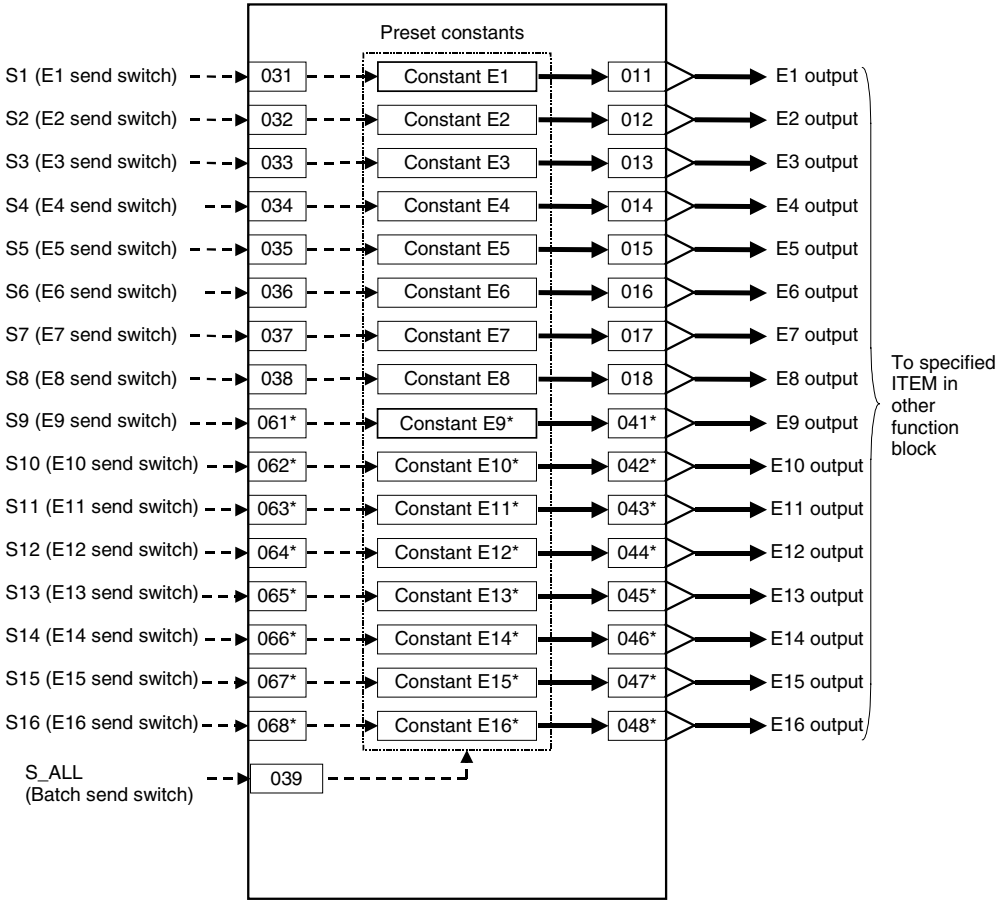 Preset constants
S1 (E1 send switch) 031 Constant E1 011 E1 output
S2 (E2 send switch) 032 Constant E2 012 E2 output
S3 (E3 send switch) 033 Constant E3 013 E3 output
S4 (E4 send switch) 034 Constant E4 014 E4 output
S5 (E5 send switch) 035 Constant E5 015 E5 output
S6 (E6 send switch) 036 Constant E6 016 E6 output
S7 (E7 send switch) 037 Constant E7 017 E7 output
S8 (E8 send switch) 038 Constant E8 018 E8 output
S9 (E9 send switch) 061* Constant E9* 041* E9 output
S10 (E10 send switch) 062* Constant E10* 042* E10 output
S11 (E11 send switch) 063* Constant E11* 043* E11 output
S12 (E12 send switch) 064* Constant E12* 044* E12 output
S13 (E13 send switch) 065* Constant E13* 045* E13 output
S14 (E14 send switch) 066* Constant E14* 046* E14 output
S15 (E15 send switch) 067* Constant E15* 047* E15 output
S16 (E16 send switch) 068* Constant E16* 048* E16 output
To specified
ITEM in
other
function
block
S_ALL
(Batch send switch)
039